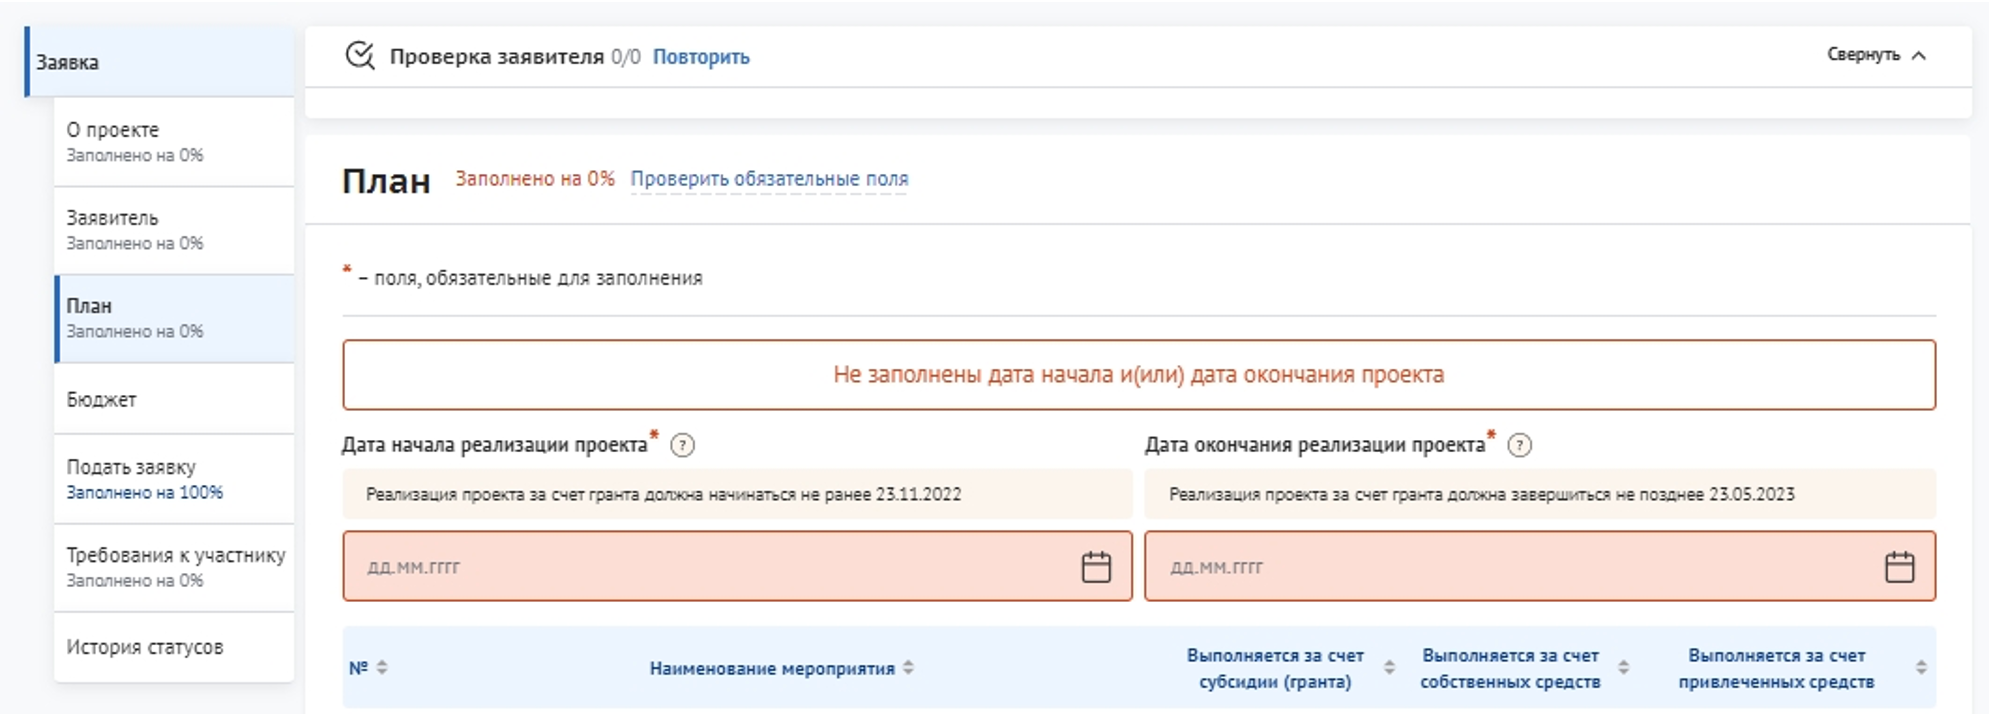 Заявка
О проекте
Заполнено на 0%
Заявитель
Заполнено на 0%
План
Заполнено на 0%
Бюджет
Подать заявку
Заполнено на 100%
Требования к участнику
Заполнено на 0%
История статусов
Проверка заявителя 0/0 Повторить
Свернуть
План Заполнено на 0% Проверить обязательные поля
* – поля, обязательные для заполнения
Не заполнены дата начала и(или) дата окончания проекта
Дата начала реализации проекта* ?
Реализация проекта за счет гранта должна начинаться не ранее 23.11.2022
дд.мм.гггг
Дата окончания реализации проекта* ?
Реализация проекта за счет гранта должна завершиться не позднее 23.05.2023
дд.мм.гггг
№
Наименование мероприятия
Выполняется за счет
субсидии (гранта)
Выполняется за счет
собственных средств
Выполняется за счет
привлеченных средств